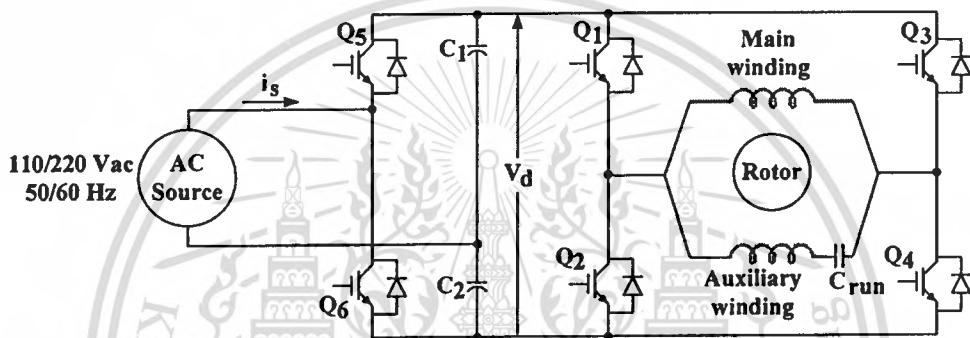 Q5
C1
Q1
Q3
Main
winding
is
110/220 Vac
50/60 Hz
AC
Source
Vd
Rotor
Q6
C2
Q2
Auxiliary
winding
Crun
Q4